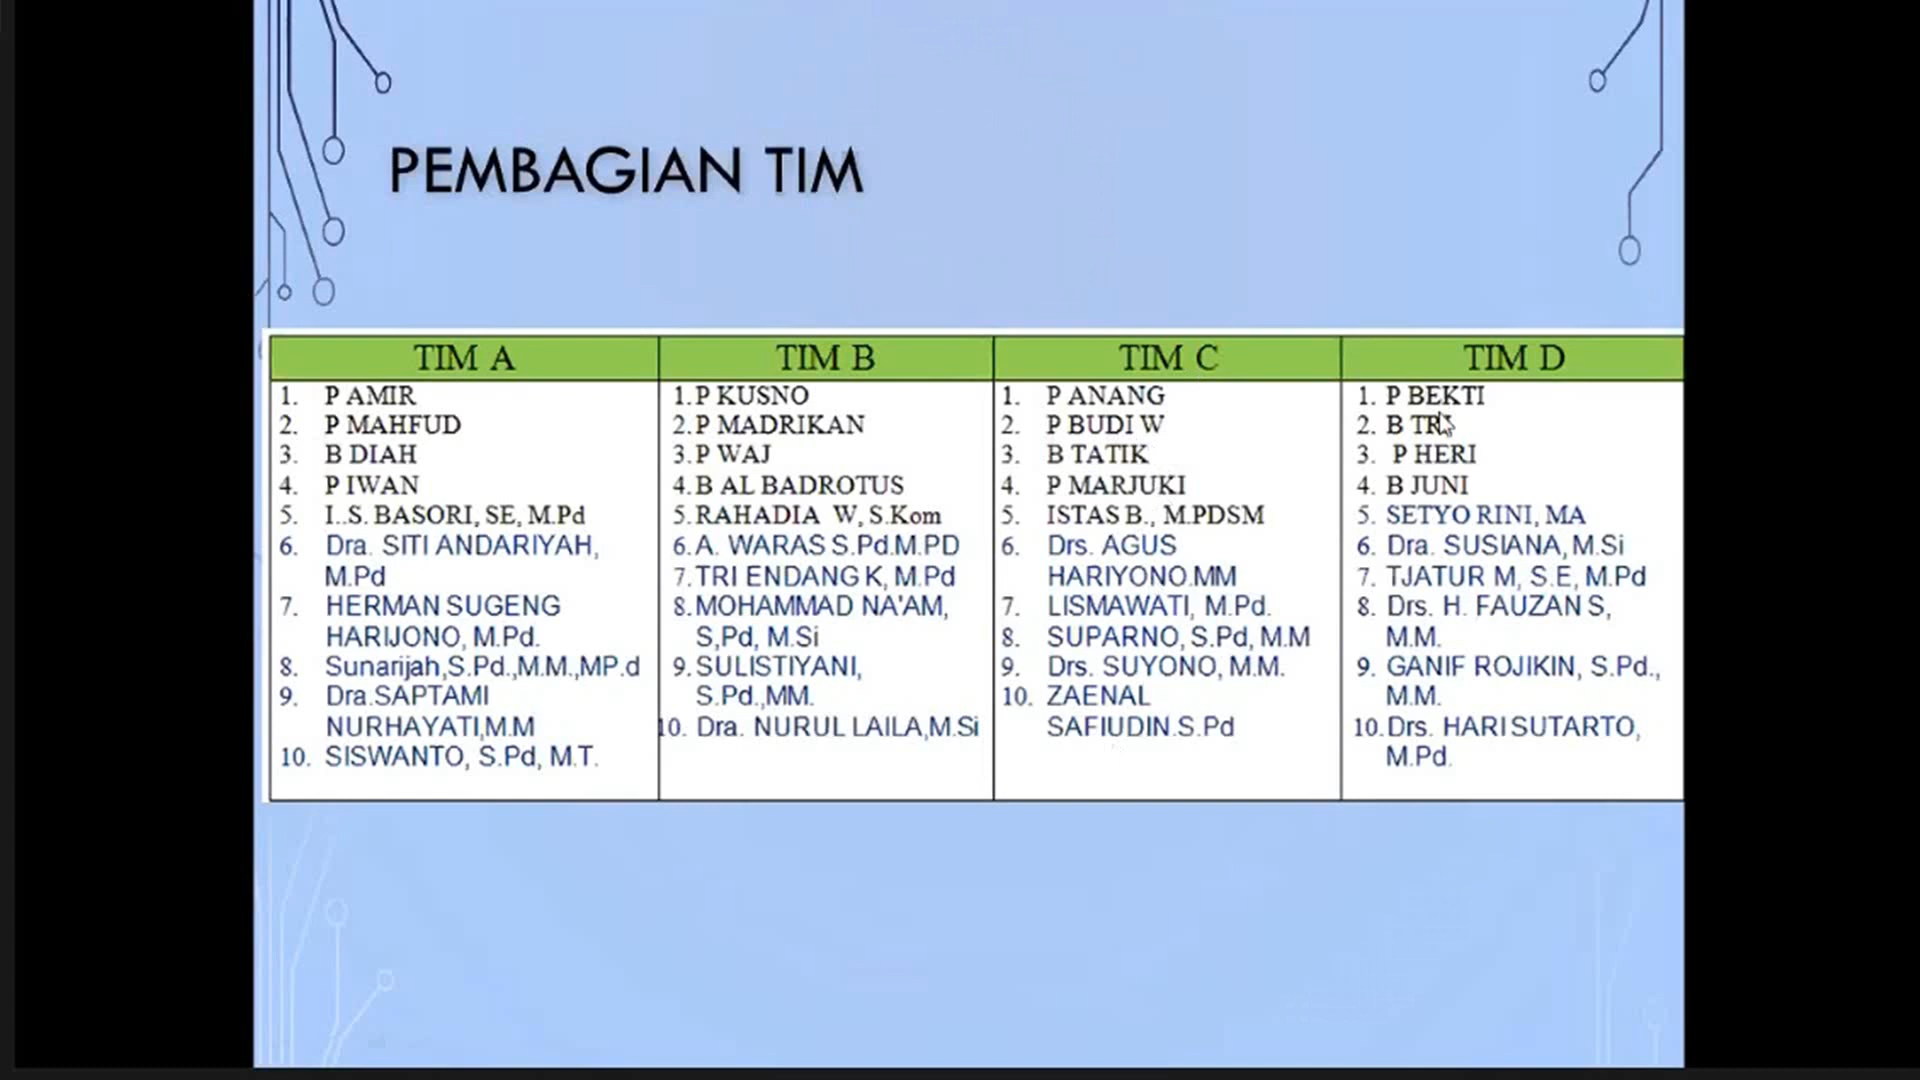 PEMBAGIAN TIM
TIM A
1. P AMIR
2. P MAHFUD
3. B DIAH
4. P IWAN
5. I..S. BASORI, SE, M.Pd
6. Dra. SITI ANDARIYAH,
M.Pd
7. HERMAN SUGENG
HARIJONO, M.Pd.
8. Sunarijah,S.Pd.,M.M.,MP.d
9. Dra.SAPTAMI
NURHAYATI,M.M
10. SISWANTO, S.Pd, M.T.
TIM B
1. P KUSNO
2. P MADRIKAN
3. P WAJ
4. B AL BADROTUS
5. RAHADIA W, S.Kom
6. A. WARAS S.Pd.M.PD
7. TRI ENDANG K, M.Pd
8. MOHAMMAD NA'AM,
S,Pd, M.Si
9. SULISTIYANI,
S.Pd.,MM.
10. Dra. NURUL LAILA,M.Si
TIM C
1. P ANANG
2. P BUDI W
3. B TATIK
4. P MARJUKI
5. ISTAS B., M.PDSM
6. Drs. AGUS
HARIYONO.MM
7. LISMAWATI, M.Pd.
8. SUPARNO, S.Pd, M.M
9. Drs. SUYONO, M.M.
10. ZAENAL
SAFIUDIN.S.Pd
TIM D
1. P BEKTI
2. B TRI
3. P HERI
4. B JUNI
5. SETYO RINI, MA
6. Dra. SUSIANA, M.Si
7. TJATUR M, S.E, M.Pd
8. Drs. H. FAUZAN S,
M.M.
9. GANIF ROJIKIN, S.Pd.,
M.M.
10. Drs. HARI SUTARTO,
M.Pd.